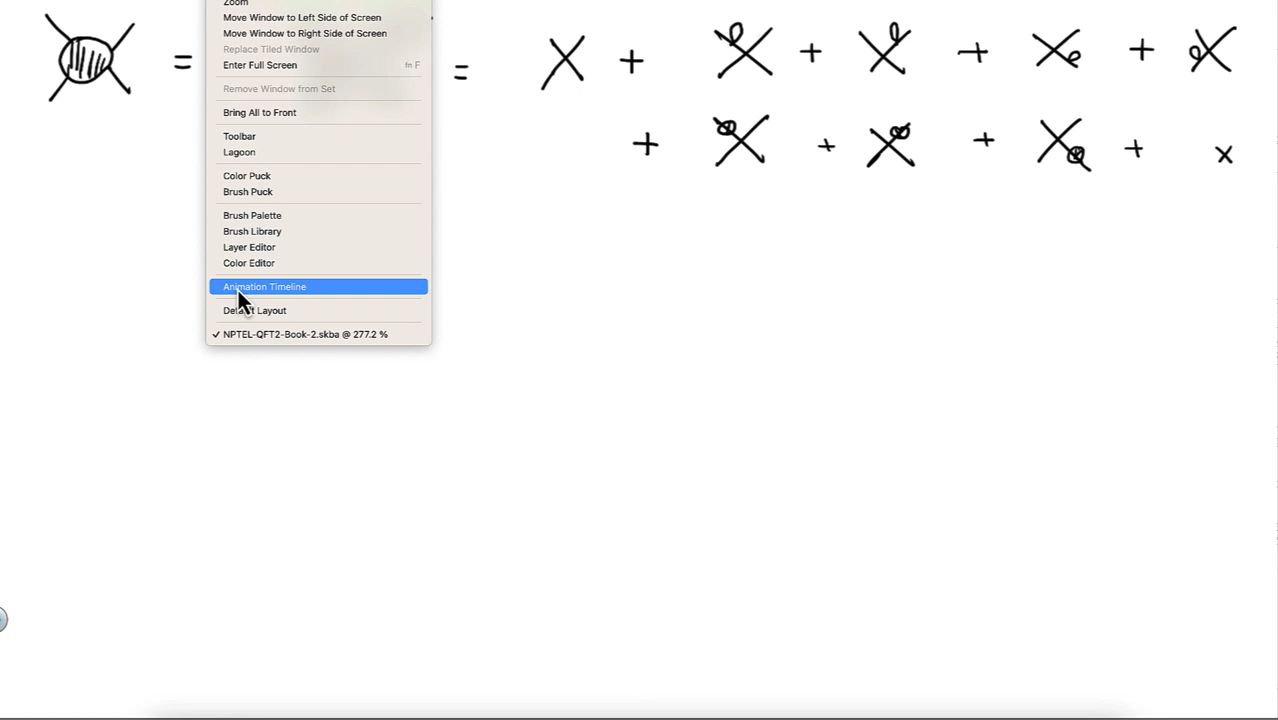 Zoom
Move Window to Left Side of Screen
Move Window to Right Side of Screen
Replace Tiled Window
Enter Full Screen fn F
Remove Window from Set
Bring All to Front
Toolbar
Lagoon
Color Puck
Brush Puck
Brush Palette
Brush Library
Layer Editor
Color Editor
Animation Timeline
Default Layout
✓ NPTEL-QFT2-Book-2.skba @ 277.2 %
= = + + + +
+ + + +